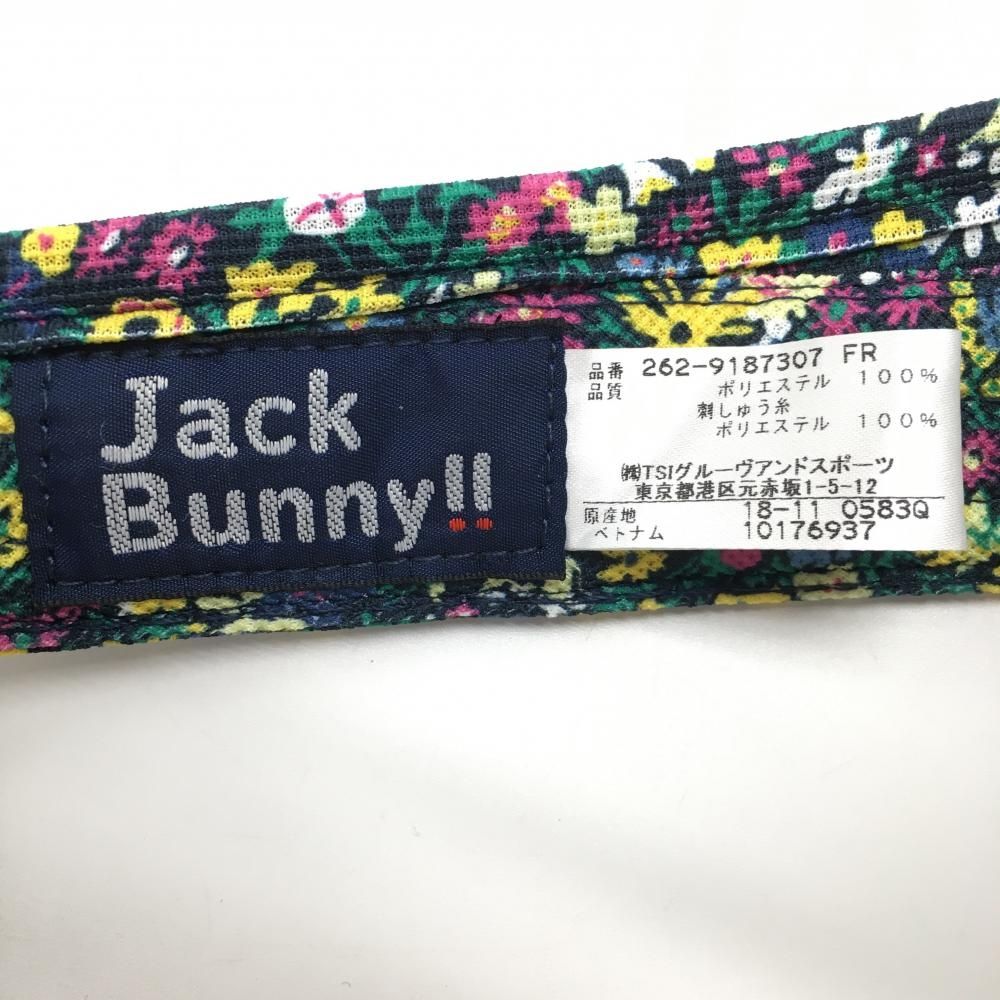 Jack
Bunny!!
品番 262-9187307 FR
品質 ポリエステル 100%
刺しゅう糸
ポリエステル 100%
㈱TSIグルーヴアンドスポーツ
東京都港区元赤坂1-5-12
原産地 18-11 0583Q
ベトナム 10176937